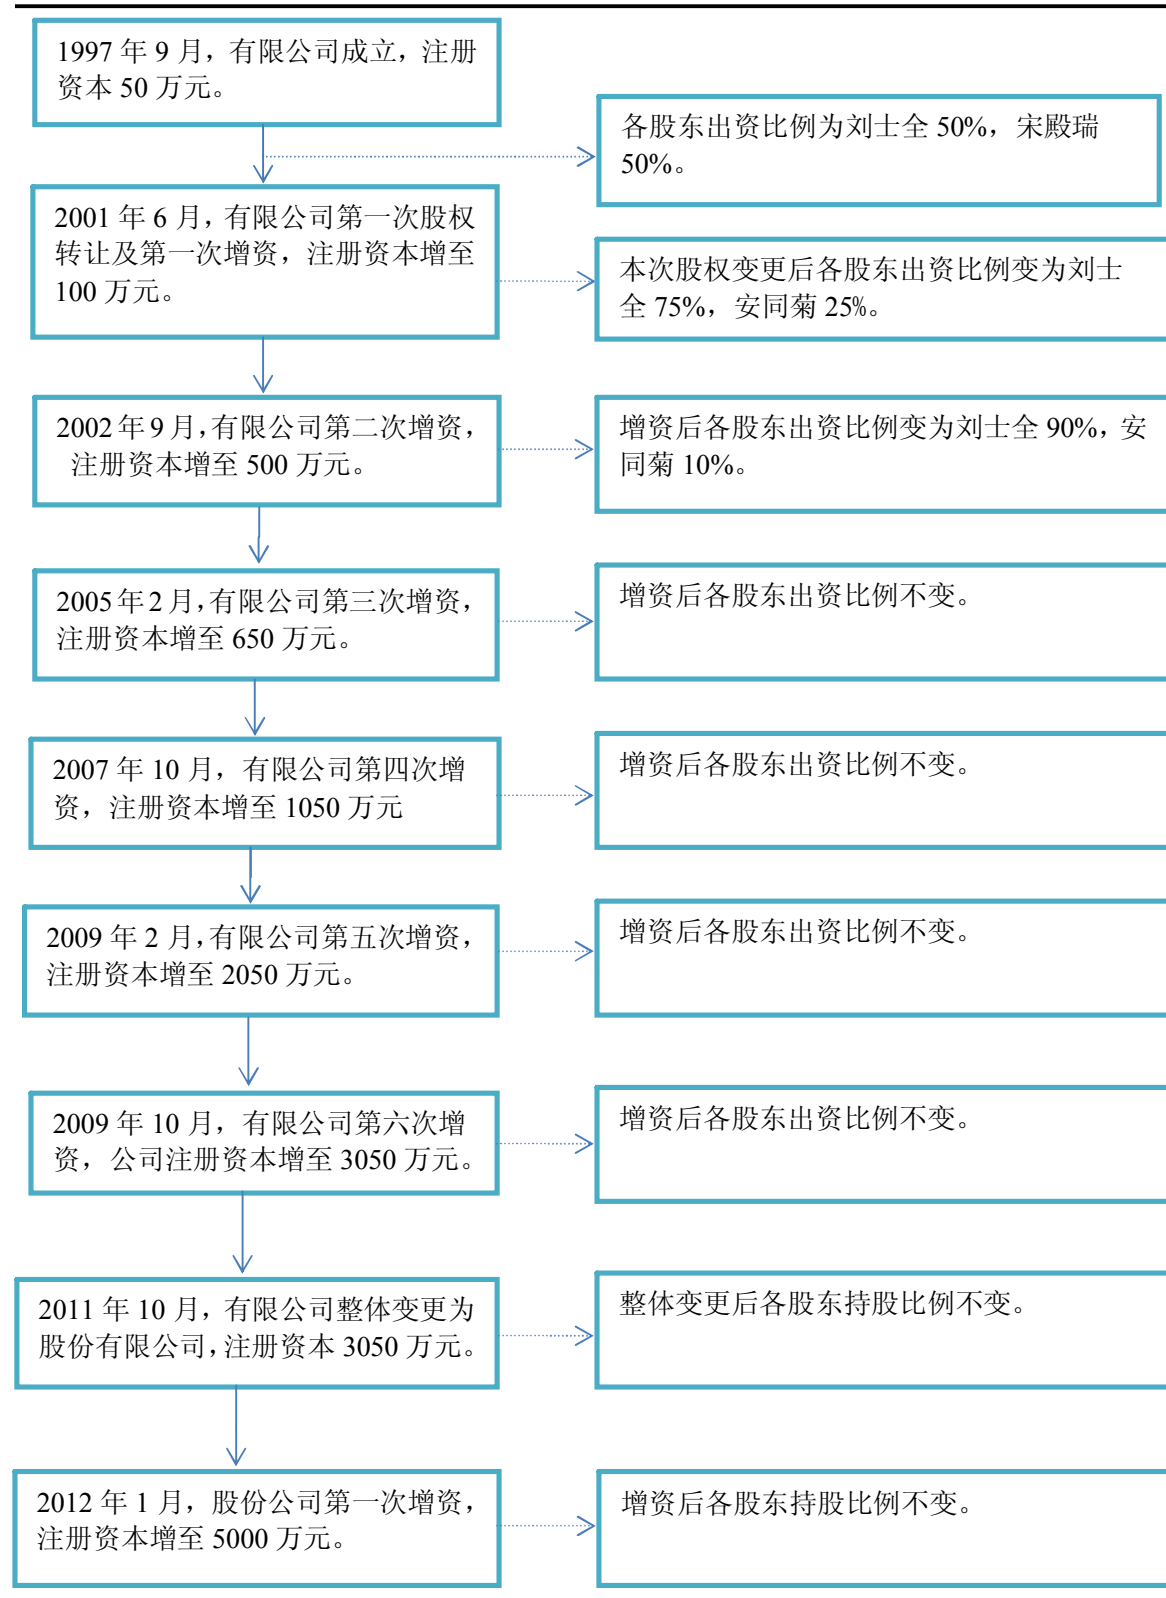 1997 年 9 月，有限公司成立，注册
资本 50 万元。
各股东出资比例为刘士全 50%，宋殿瑞
50%。
2001 年 6 月，有限公司第一次股权
转让及第一次增资，注册资本增至
100 万元。
本次股权变更后各股东出资比例变为刘士
全 75%，安同菊 25%。
2002 年 9 月，有限公司第二次增资，
注册资本增至 500 万元。
增资后各股东出资比例变为刘士全 90%，安
同菊 10%。
2005 年 2 月，有限公司第三次增资，
注册资本增至 650 万元。
增资后各股东出资比例不变。
2007 年 10 月，有限公司第四次增
资，注册资本增至 1050 万元
增资后各股东出资比例不变。
2009 年 2 月，有限公司第五次增资，
注册资本增至 2050 万元。
增资后各股东出资比例不变。
2009 年 10 月，有限公司第六次增
资，公司注册资本增至 3050 万元。
增资后各股东出资比例不变。
2011 年 10 月，有限公司整体变更为
股份有限公司，注册资本 3050 万元。
整体变更后各股东持股比例不变。
2012 年 1 月，股份公司第一次增资，
注册资本增至 5000 万元。
增资后各股东持股比例不变。